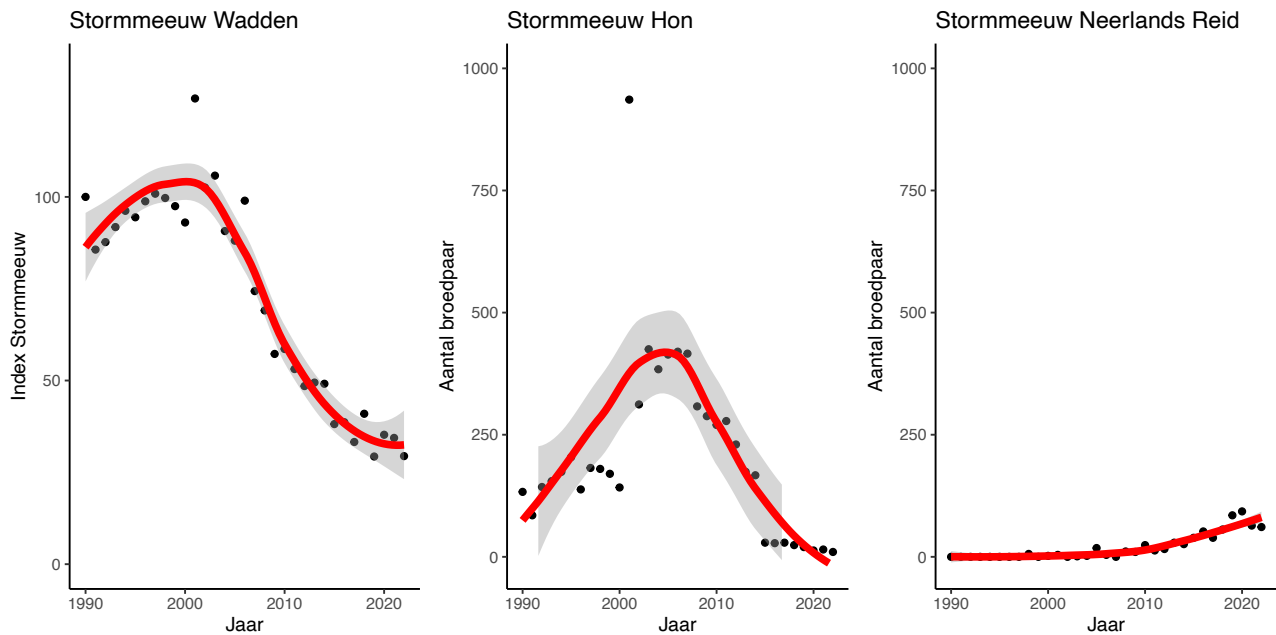 Stormmeeuw Wadden
Index Stormmeeuw
100
50
0
1990
2000
2010
2020
Jaar
Stormmeeuw Hon
Aantal broedpaar
1000
750
500
250
0
1990
2000
2010
2020
Jaar
Stormmeeuw Neerlands Reid
Aantal broedpaar
1000
750
500
250
0
1990
2000
2010
2020
Jaar